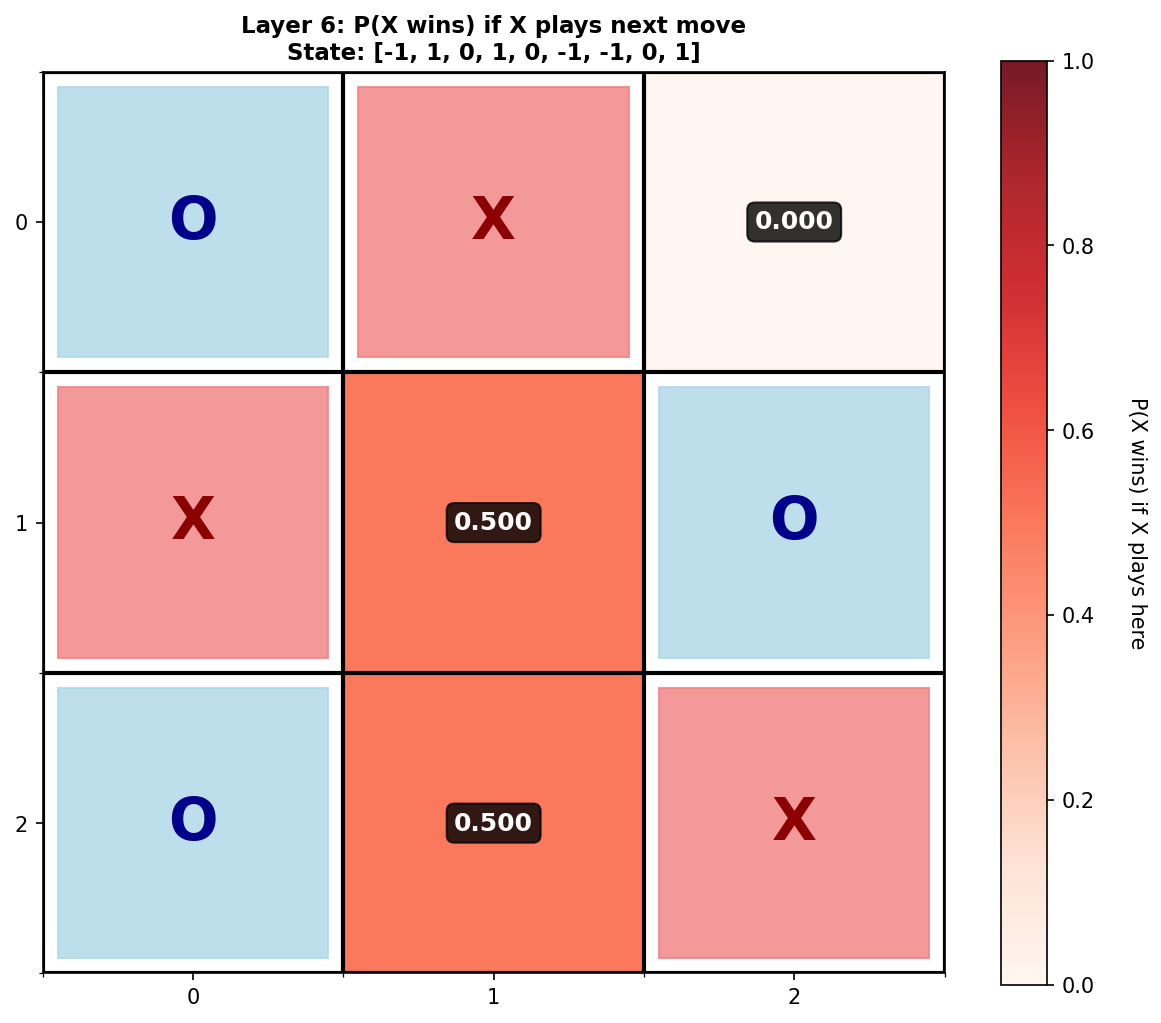 Layer 6: P(X wins) if X plays next move
State: [-1, 1, 0, 1, 0, -1, -1, 0, 1]
O
X
0.000
X
0.500
O
O
0.500
X
0
1
2
0
1
2
1.0
0.8
0.6
0.4
0.2
0.0
P(X wins) if X plays here